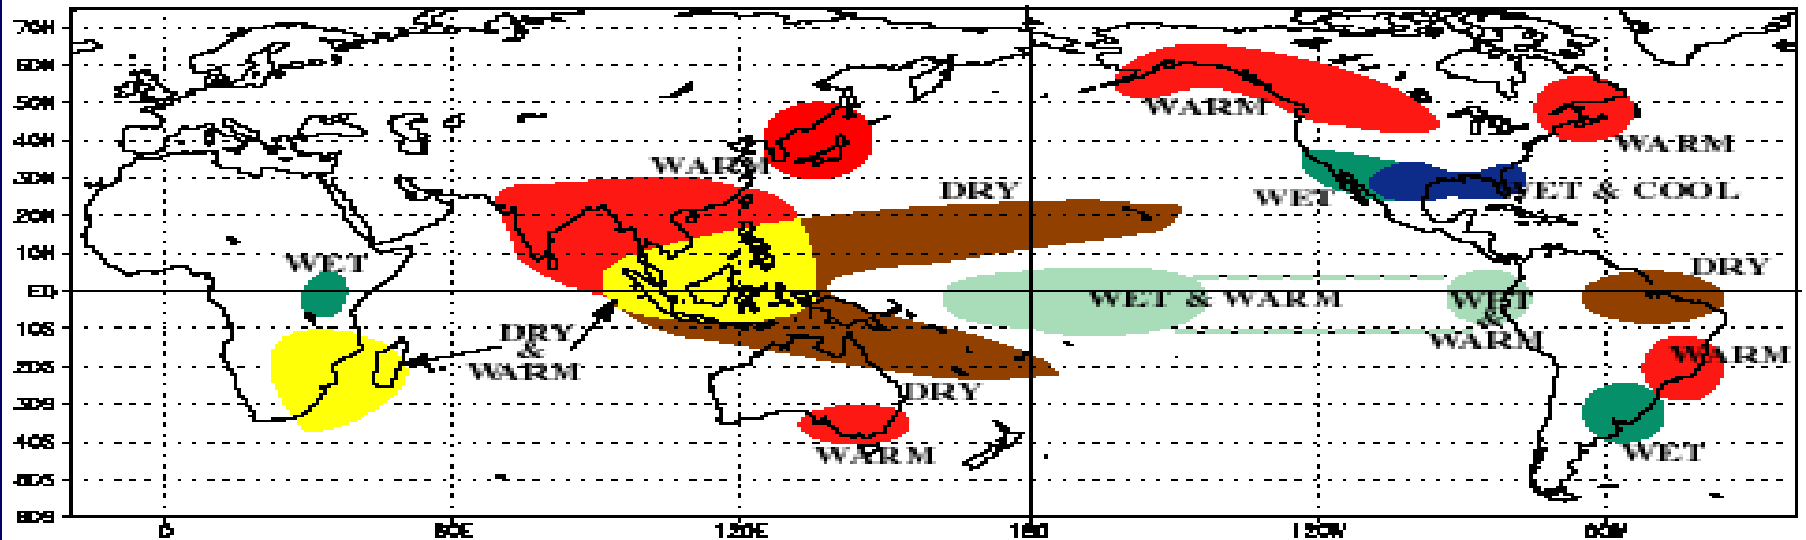 70N
60N
50N
40N
30N
20N
10N
EQ
10S
20S
30S
40S
50S
60S
0
60E
120E
180
120W
60W
WARM
WARM
WARM
DRY
WET
WET & COOL
WET
DRY
WET & WARM
WET
&
WARM
DRY
&
WARM
WARM
DRY
WARM
WET